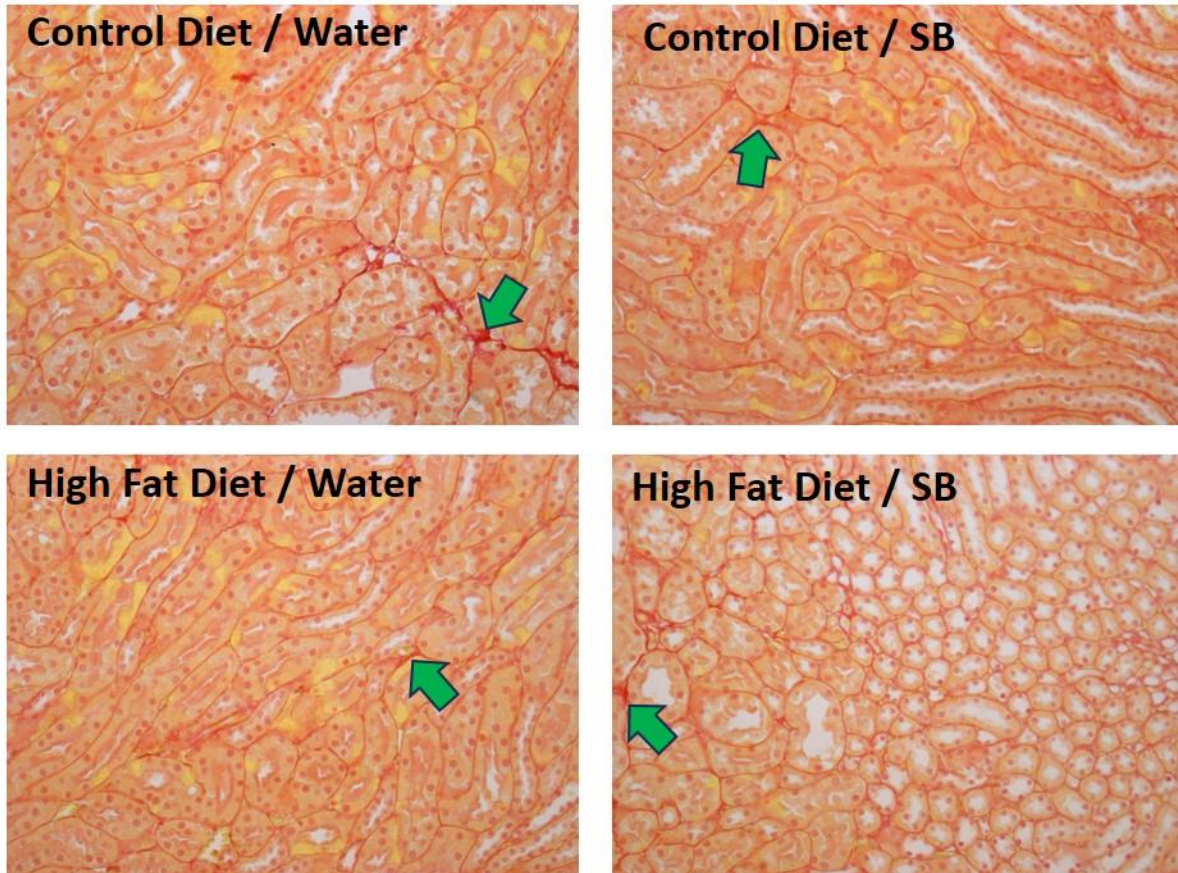 Control Diet / Water
Control Diet / SB
High Fat Diet / Water
High Fat Diet / SB